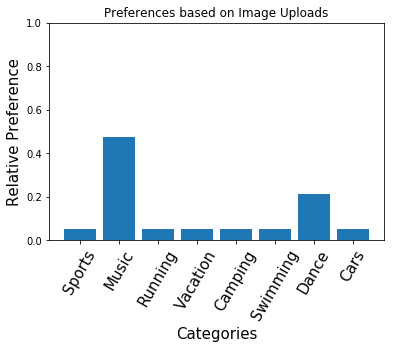 Preferences based on Image Uploads
Relative Preference
1.0
0.8
0.6
0.4
0.2
0.0
Sports
Music
Running
Vacation
Camping
Swimming
Dance
Cars
Categories